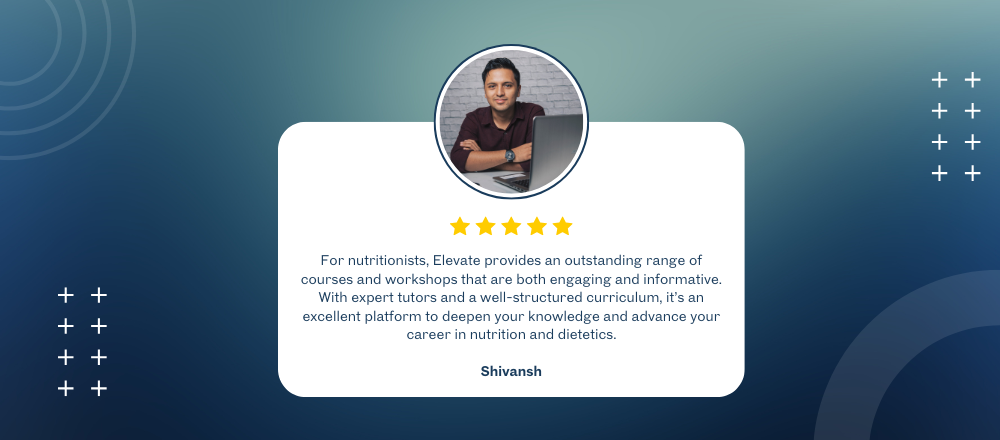 For nutritionists, Elevate provides an outstanding range of
courses and workshops that are both engaging and informative.
With expert tutors and a well-structured curriculum, it's an
excellent platform to deepen your knowledge and advance your
career in nutrition and dietetics.
Shivansh